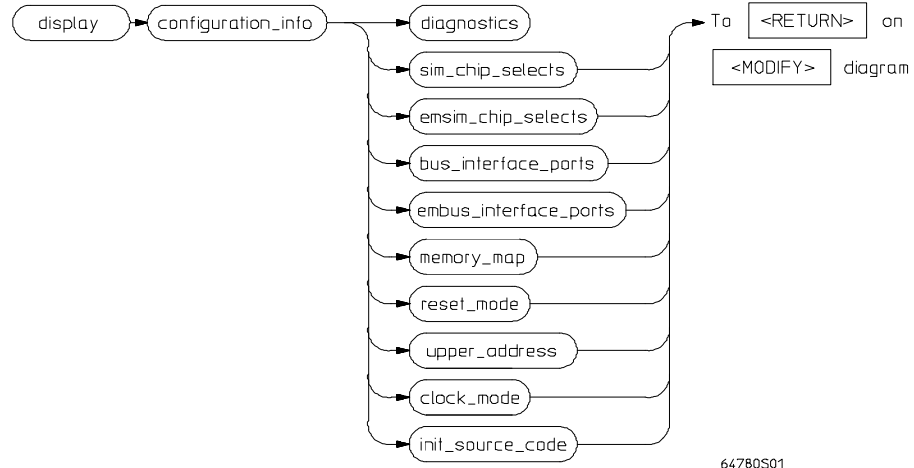 display configuration_info diagnostics To <RETURN> on
sim_chip_selects <MODIFY> diagram
emsim_chip_selects
bus_interface_ports
embus_interface_ports
memory_map
reset_mode
upper_address
clock_mode
init_source_code
64780S01